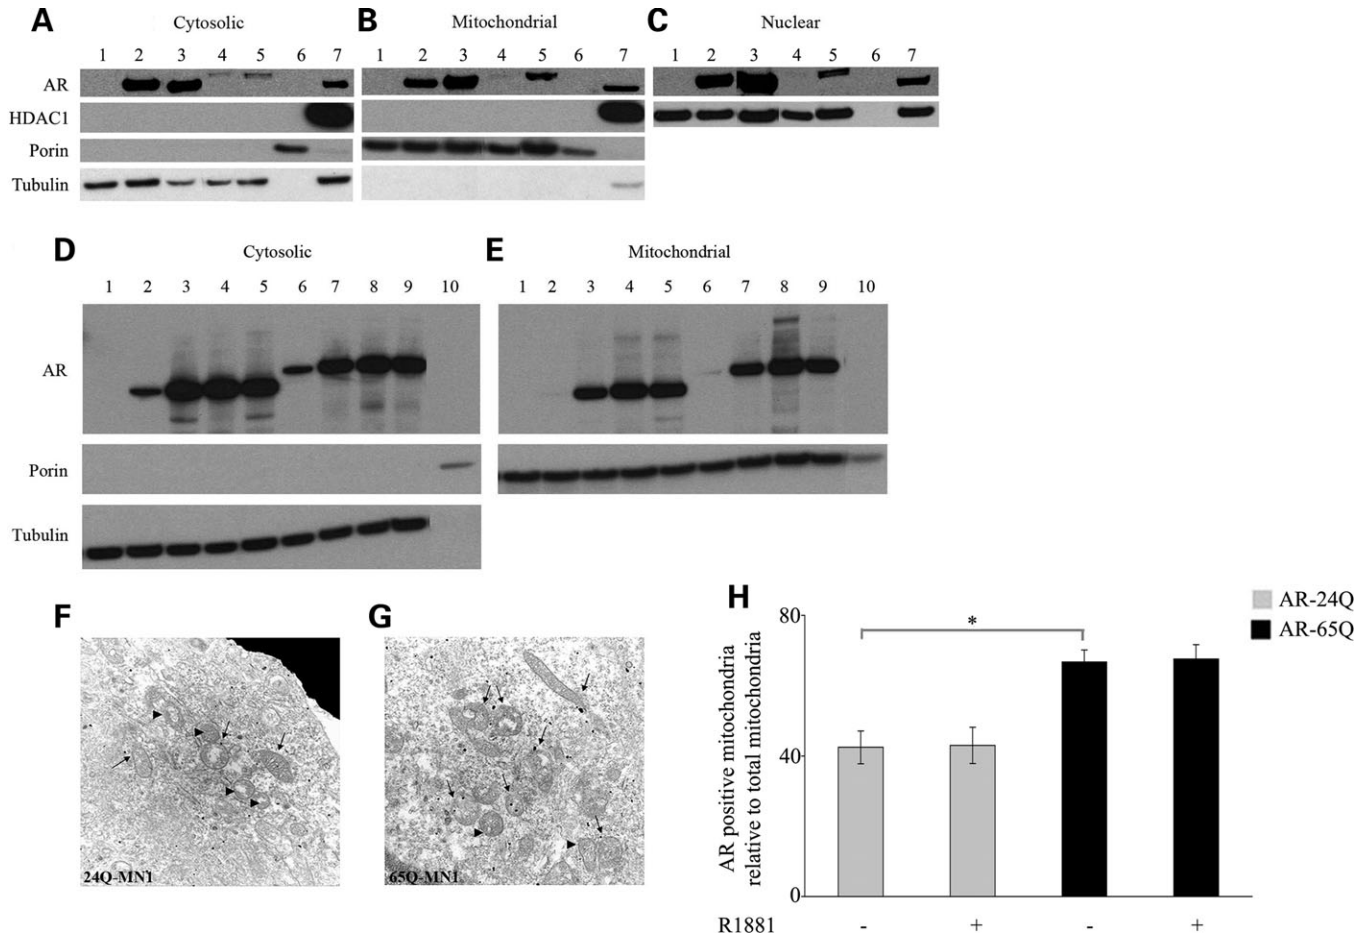 A Cytosolic B Mitochondrial C Nuclear
1 2 3 4 5 6 7 1 2 3 4 5 6 7 1 2 3 4 5 6 7
AR
HDAC1
Porin
Tubulin
D Cytosolic E Mitochondrial
1 2 3 4 5 6 7 8 9 10 1 2 3 4 5 6 7 8 9 10
AR
Porin
Tubulin
F G
24Q-MN1 65Q-MN1
H
AR-24Q
AR-65Q
AR positive mitochondria
relative to total mitochondria
80
40
0
*
R1881 - + - +